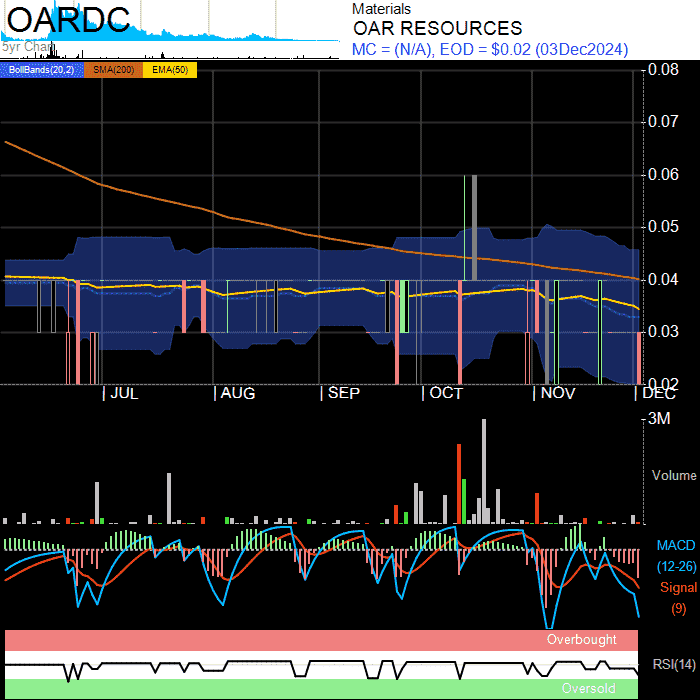 OARDC
5yr Chart
Materials
OAR RESOURCES
MC = (N/A), EOD = $0.02 (03Dec2024)
BollBands(20,2) SMA(200) EMA(50)
0.08
0.07
0.06
0.05
0.04
0.03
0.02
JUL AUG SEP OCT NOV DEC
3M
Volume
MACD
(12-26)
Signal
(9)
Overbought
RSI(14)
Oversold